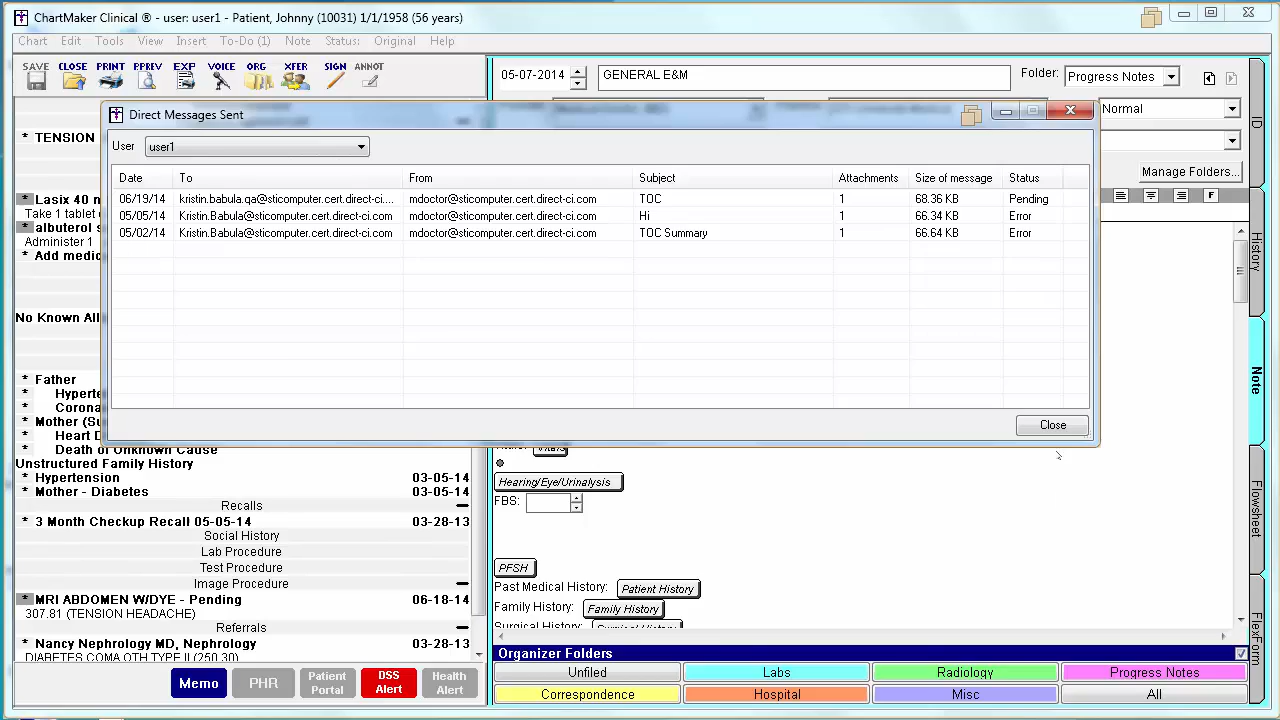 ChartMaker Clinical ® - user: user1 - Patient, Johnny (10031) 1/1/1958 (56 years)
Chart Edit Tools View Insert To-Do (1) Note Status: Original Help
SAVE CLOSE PRINT PPREV EXP VOICE ORG XFER SIGN ANNOT
05-07-2014 GENERAL E&M Folder: Progress Notes
Normal
Manage Folders...
F
* TENSION
* Lasix 40 m
Take 1 tablet
* albuterol s
Administer 1
* Add medic
No Known All
* Father
Hyperte
Corona
* Mother (Su
Heart D
Death of Unknown Cause
Unstructured Family History
* Hypertension 03-05-14
* Mother - Diabetes 03-05-14
Recalls
* 3 Month Checkup Recall 05-05-14 03-28-13
Social History
Lab Procedure
Test Procedure
Image Procedure
* MRI ABDOMEN W/DYE - Pending 06-18-14
307.81 (TENSION HEADACHE)
Referrals
* Nancy Nephrology MD, Nephrology 03-28-13
DIABETES COMA OTH TYPE II (250.30)
Memo
PHR
Patient Portal
DSS Alert
Health Alert
Direct Messages Sent
User user1
Date To From Subject Attachments Size of message Status
06/19/14 kristin.babula.qa@sticomputer.cert.direct-ci.... mdoctor@sticomputer.cert.direct-ci.com TOC 1 68.36 KB Pending
05/05/14 Kristin.Babula@sticomputer.cert.direct-ci.com mdoctor@sticomputer.cert.direct-ci.com Hi 1 66.34 KB Error
05/02/14 Kristin.Babula@sticomputer.cert.direct-ci.com mdoctor@sticomputer.cert.direct-ci.com TOC Summary 1 66.64 KB Error
Close
Hearing/Eye/Urinalysis
FBS:
PFSH
Past Medical History: Patient History
Family History: Family History
Surgical History: Surgical History
Organizer Folders
Unfiled Labs Radiology Progress Notes
Correspondence Hospital Misc All
ID
History
Note
Flowsheet
FlexForm